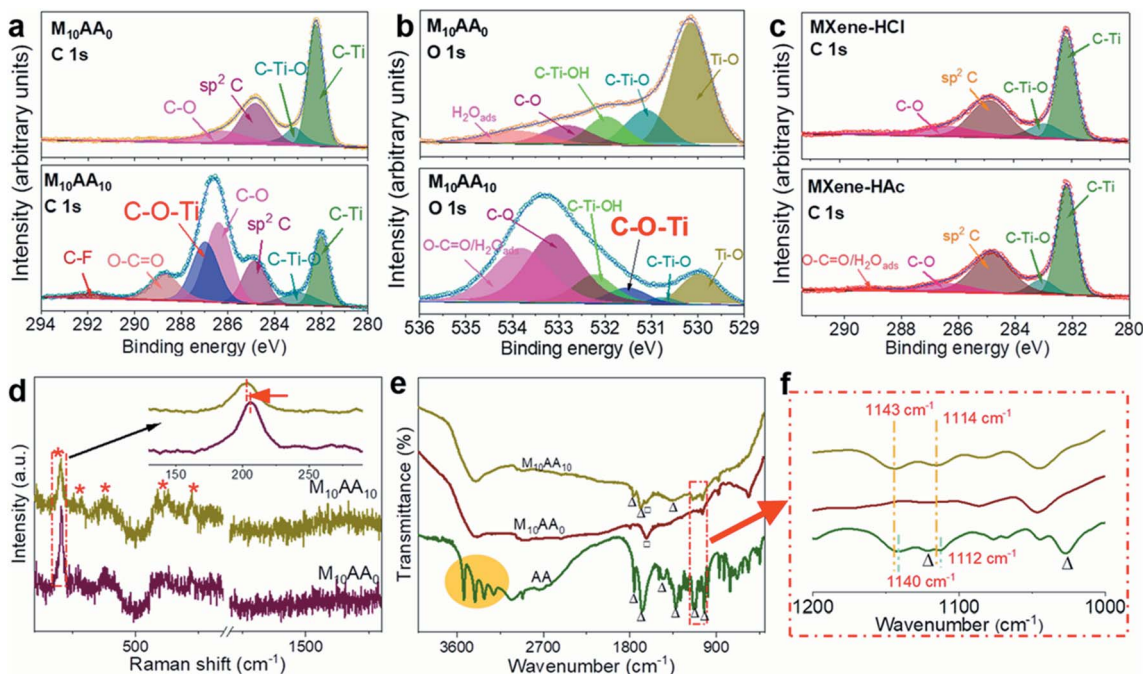 a
M₁₀AA₀
C 1s
C-Ti
C-Ti-O
sp² C
C-O
Intensity (arbitrary units)
M₁₀AA₁₀
C 1s
C-O-Ti
C-O
C-Ti
sp² C
C-F
O-C=O
C-Ti-O
294 292 290 288 286 284 282 280
Binding energy (eV)
b
M₁₀AA₀
O 1s
Ti-O
C-Ti-OH
C-Ti-O
H₂Oads
C-O
Intensity (arbitrary units)
M₁₀AA₁₀
O 1s
C-Ti-OH
C-O
C-O-Ti
O-C=O/H₂Oads
C-Ti-O
Ti-O
536 535 534 533 532 531 530 529
Binding energy (eV)
c
MXene-HCl
C 1s
C-Ti
sp² C
C-Ti-O
C-O
Intensity (arbitrary units)
MXene-HAc
C 1s
C-Ti
sp² C
C-Ti-O
O-C=O/H₂Oads
C-O
290 288 286 284 282 280
Binding energy (eV)
d
150 200 250
M₁₀AA₁₀
M₁₀AA₀
Intensity (a.u.)
500 1500
Raman shift (cm⁻¹)
e
M₁₀AA₁₀
M₁₀AA₀
AA
Transmittance (%)
3600 2700 1800 900
Wavenumber (cm⁻¹)
f
1143 cm⁻¹
1114 cm⁻¹
1112 cm⁻¹
1140 cm⁻¹
1200 1100 1000
Wavenumber (cm⁻¹)